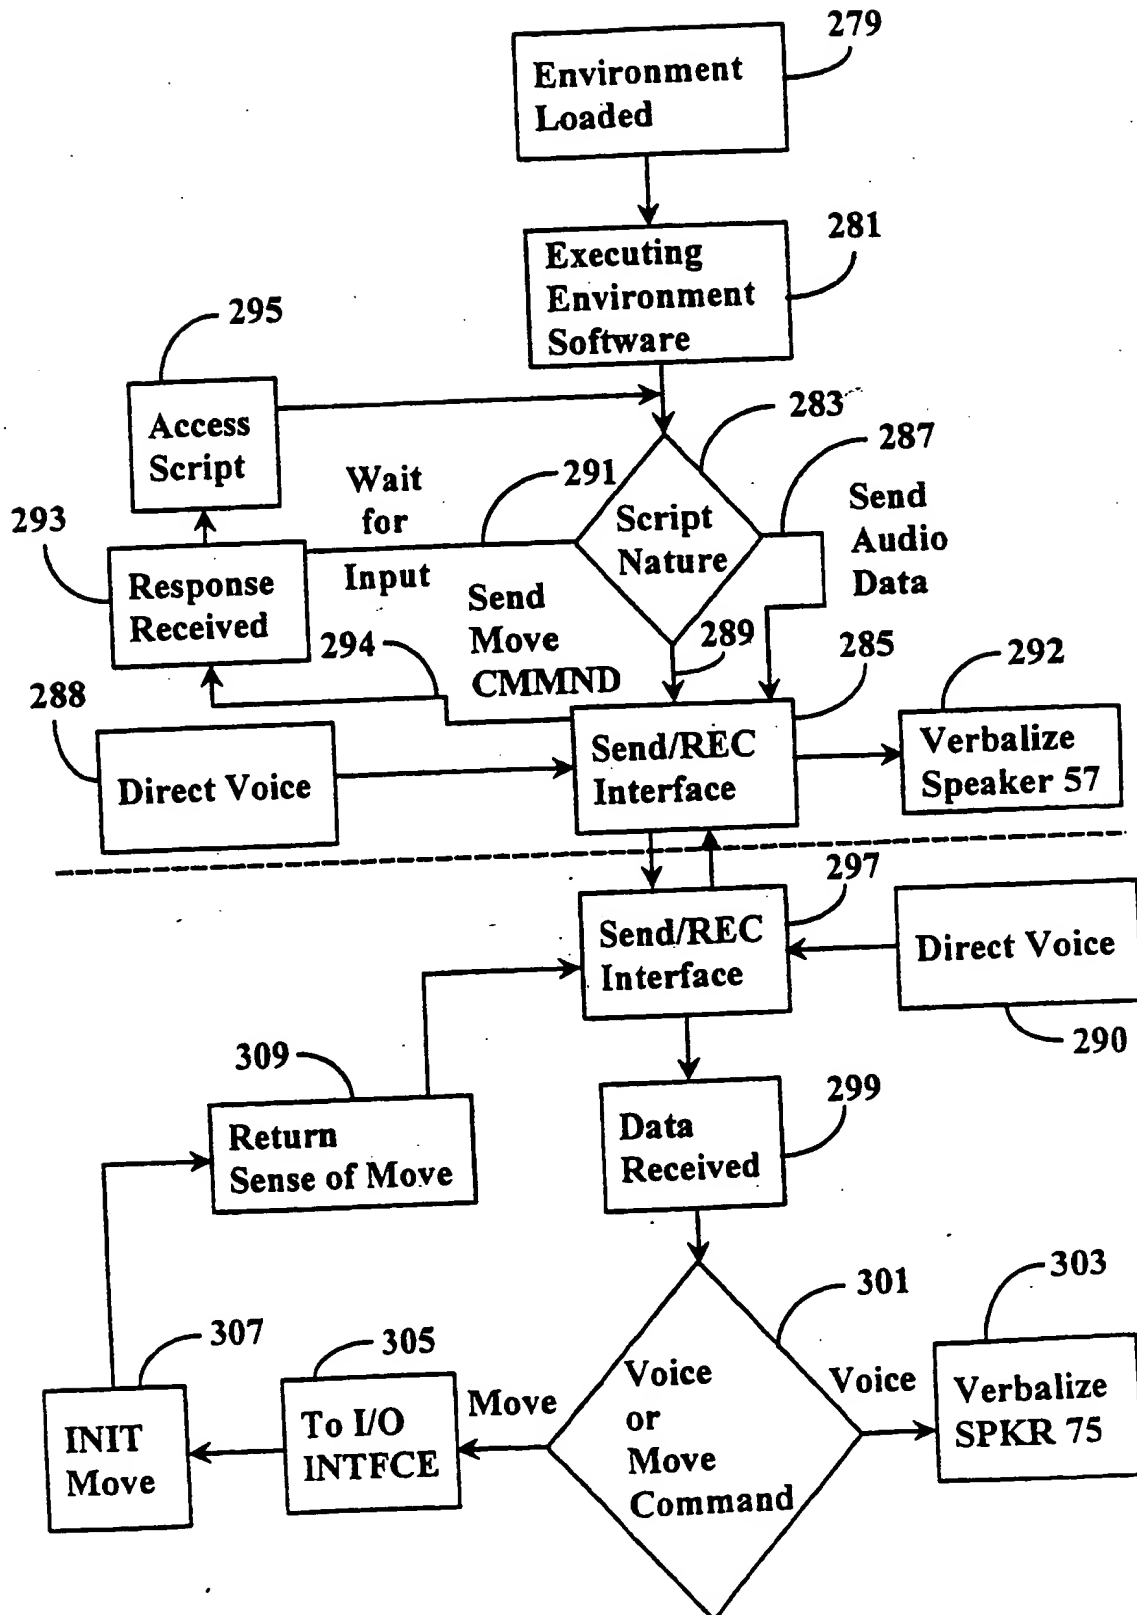 279
Environment
Loaded
281
Executing
Environment
Software
295
Access
Script
283
287
Send
Audio
Data
291
Wait
for
Input
Script
Nature
293
Response
Received
Send
Move
CMMND
289
285
294
292
288
Direct Voice
Send/REC
Interface
Verbalize
Speaker 57
297
Send/REC
Interface
Direct Voice
290
309
Return
Sense of Move
299
Data
Received
301
303
307
305
Voice
or
Move
Command
Move
Voice
Verbalize
SPKR 75
To I/O
INTFCE
INIT
Move